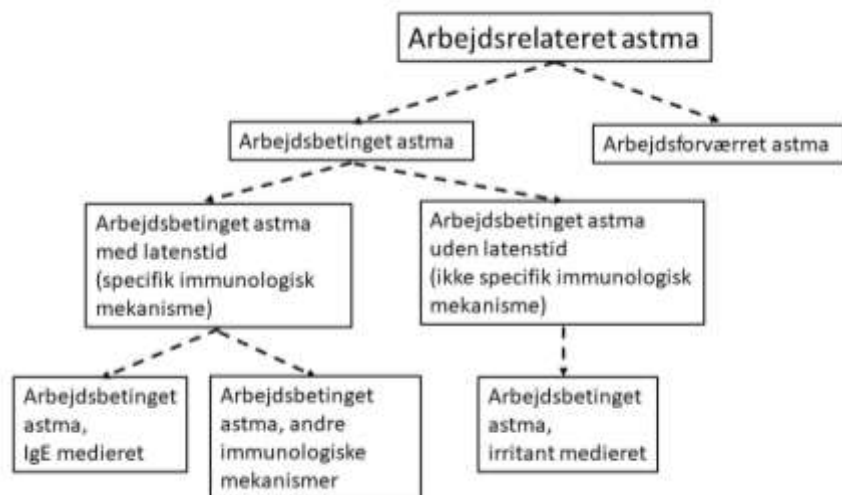 Arbejdsrelateret astma
Arbejdsbetinget astma
Arbejdsforværret astma
Arbejdsbetinget astma
med latenstid
(specifik immunologisk
mekanisme)
Arbejdsbetinget astma
uden latenstid
(ikke specifik immunologisk
mekanisme)
Arbejdsbetinget
astma,
IgE medieret
Arbejdsbetinget
astma, andre
immunologiske
mekanismer
Arbejdsbetinget
astma,
irritant medieret